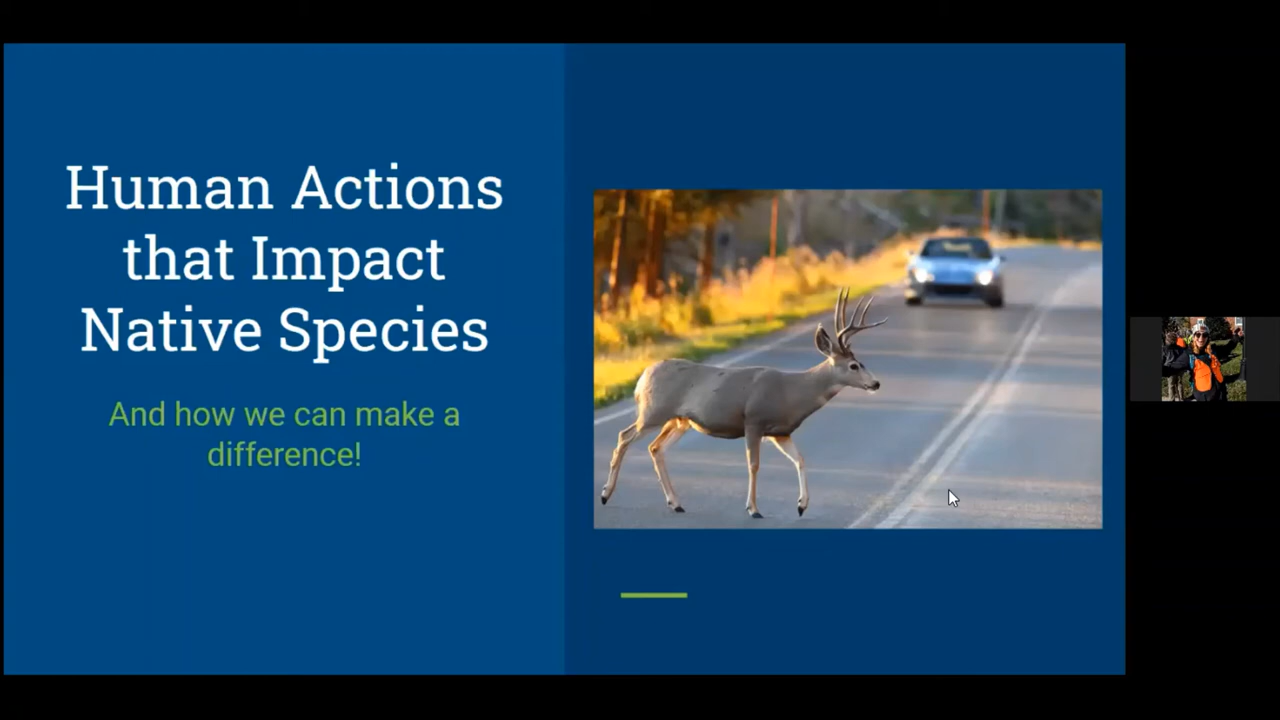 Human Actions
that Impact
Native Species
And how we can make a
difference!